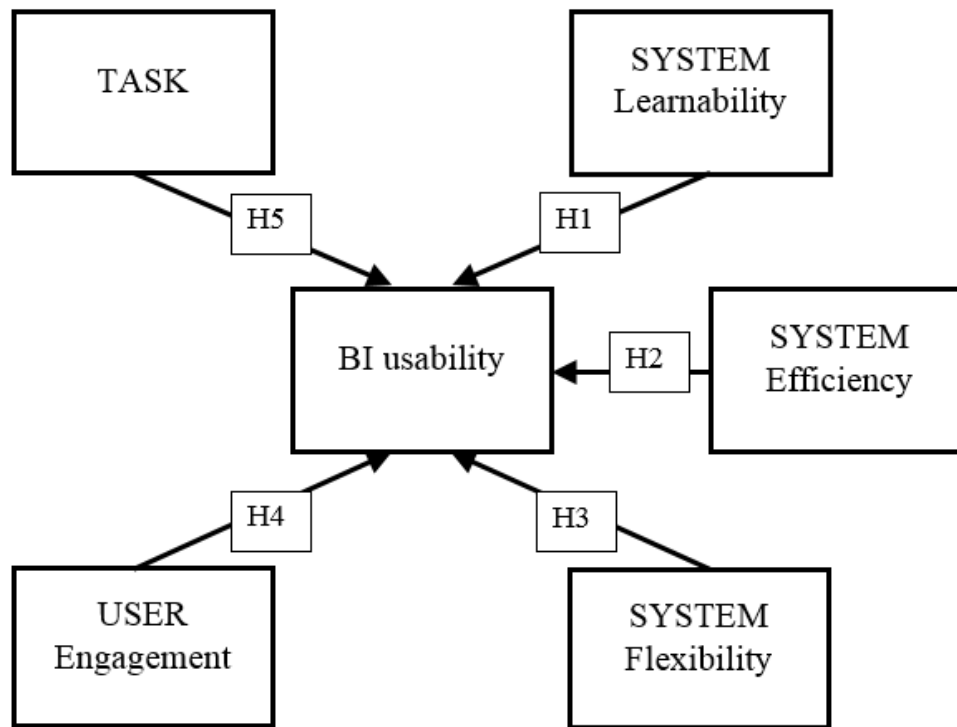 TASK
SYSTEM
Learnability
H5
H1
BI usability
H2
SYSTEM
Efficiency
H4
H3
USER
Engagement
SYSTEM
Flexibility